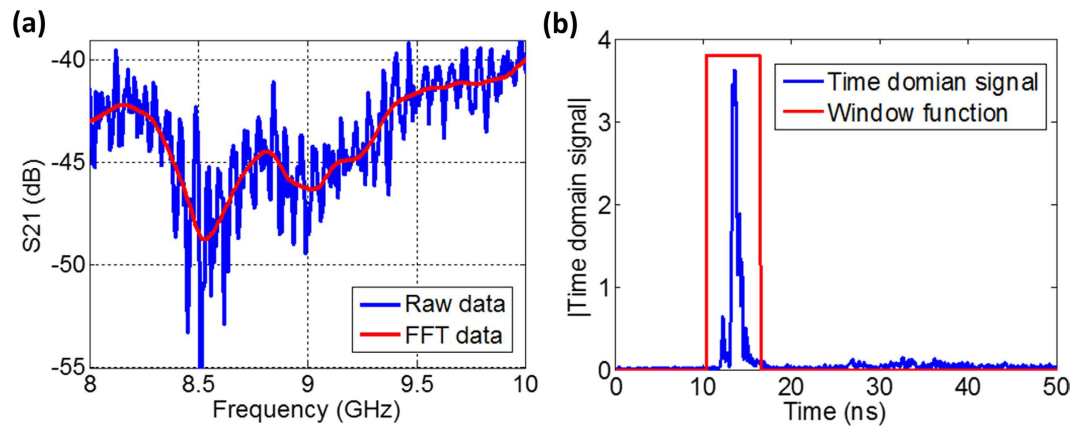 (a)
S21 (dB)
-40
-45
-50
-55
8
8.5
9
9.5
10
Frequency (GHz)
Raw data
FFT data
(b)
|Time domain signal|
4
3
2
1
0
0
10
20
30
40
50
Time (ns)
Time domian signal
Window function